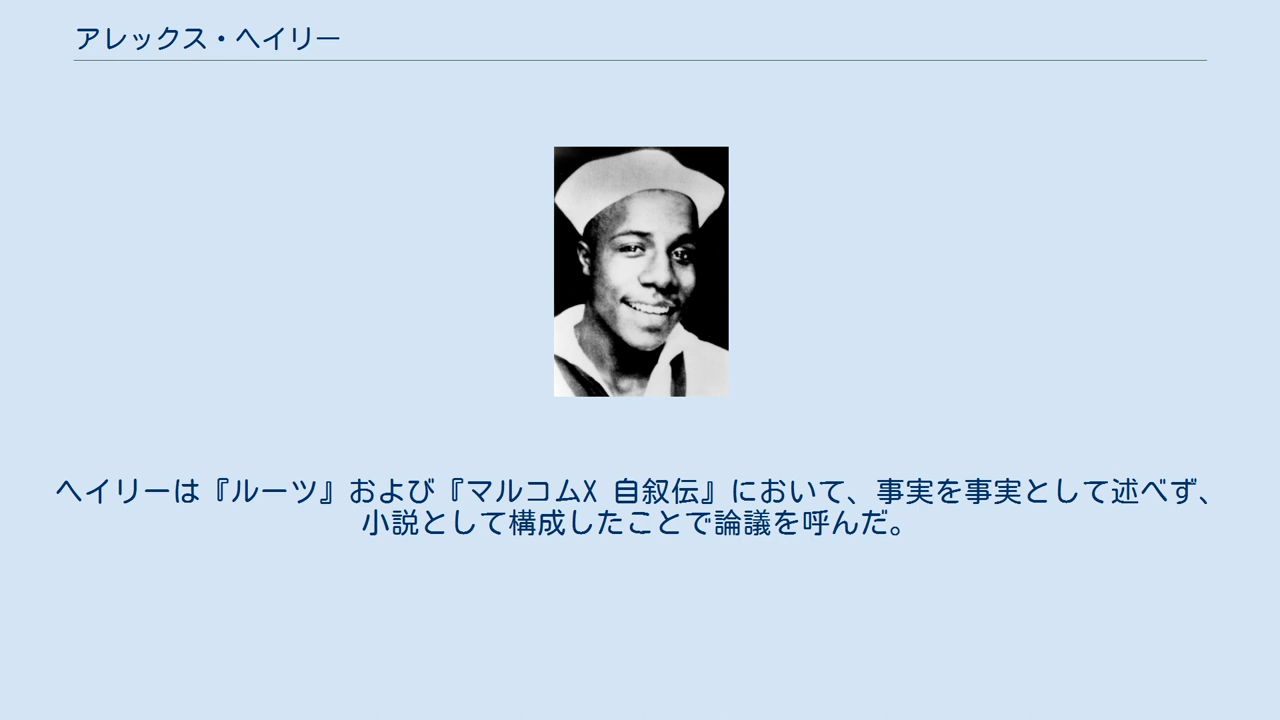 アレックス・ヘイリー
ヘイリーは『ルーツ』および『マルコムX 自叙伝』において、事実を事実として述べず、
小説として構成したことで論議を呼んだ。